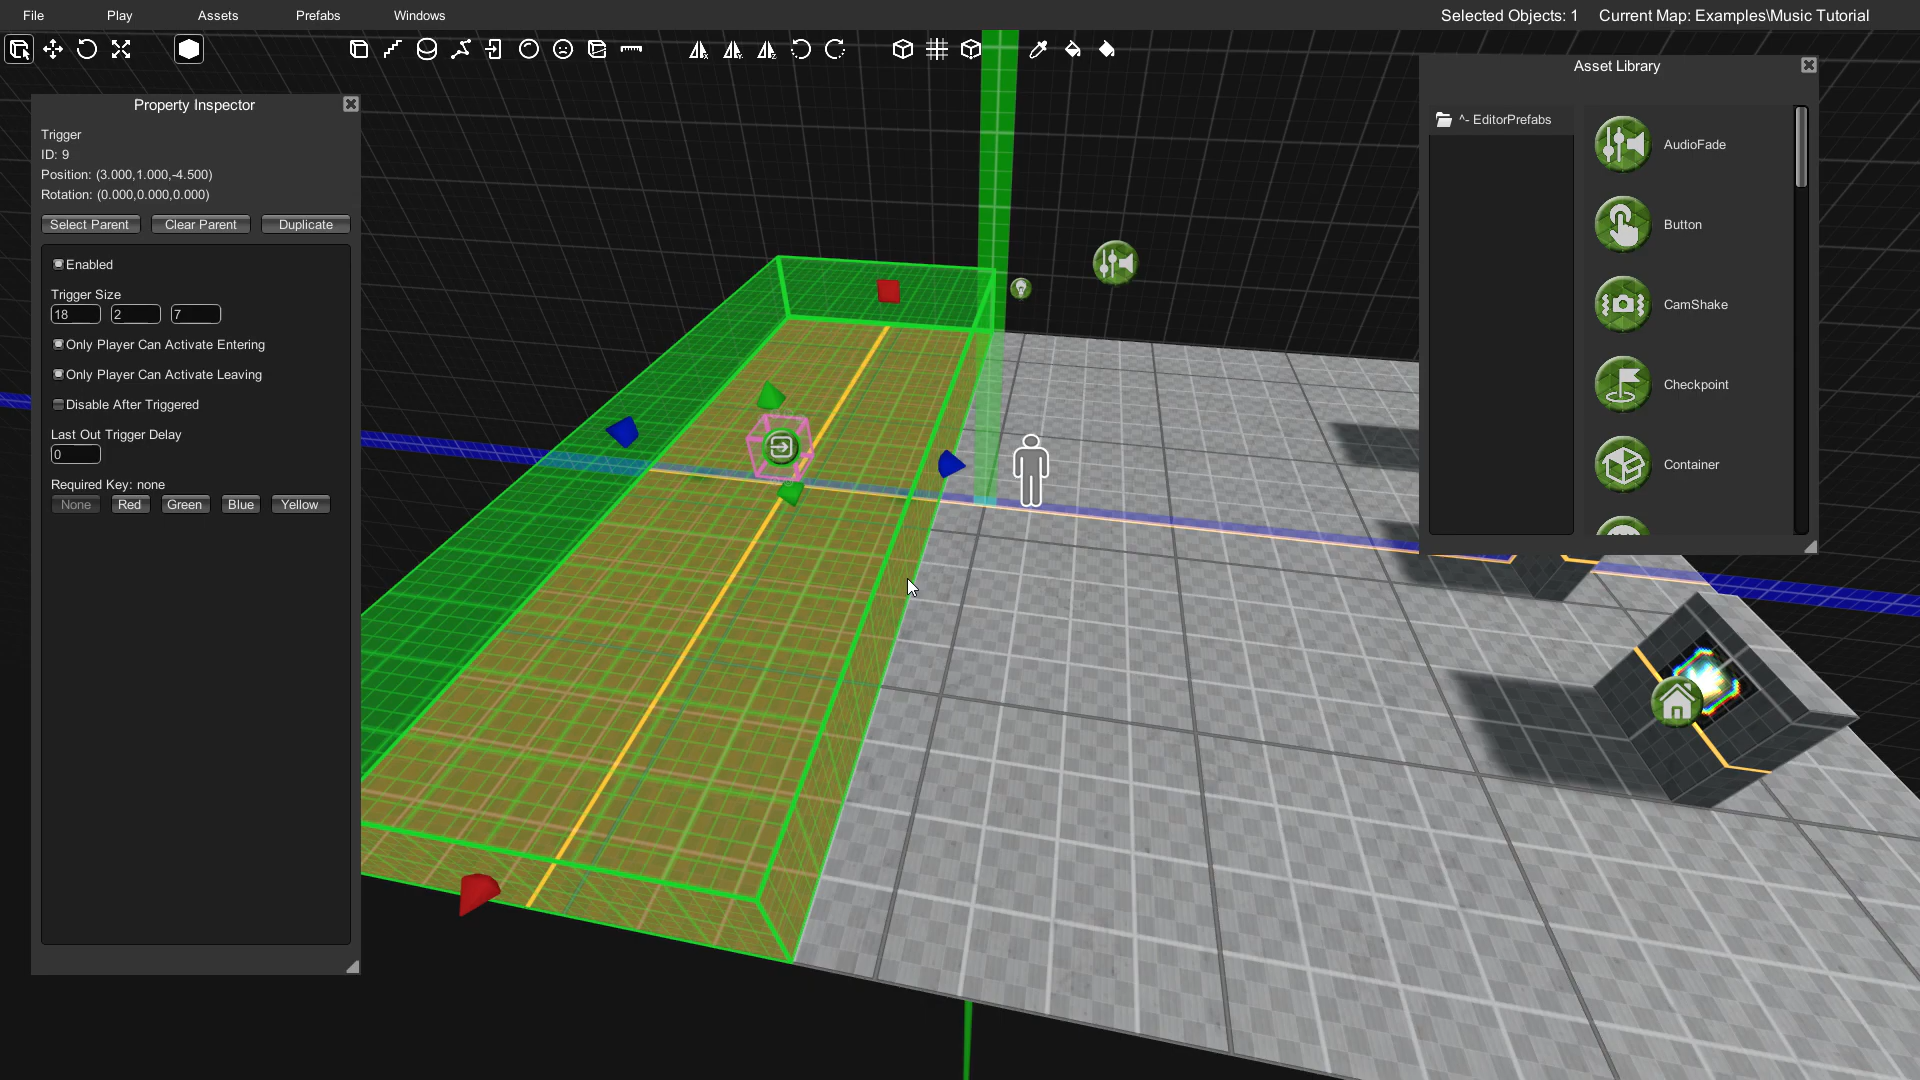 File Play Assets Prefabs Windows Selected Objects: 1 Current Map: Examples\Music Tutorial
Property Inspector
Trigger
ID: 9
Position: (3.000,1.000,-4.500)
Rotation: (0.000,0.000,0.000)
Select Parent Clear Parent Duplicate
Enabled
Trigger Size
18 2 7
Only Player Can Activate Entering
Only Player Can Activate Leaving
Disable After Triggered
Last Out Trigger Delay
0
Required Key: none
None Red Green Blue Yellow
Asset Library
^- EditorPrefabs
AudioFade
Button
CamShake
Checkpoint
Container